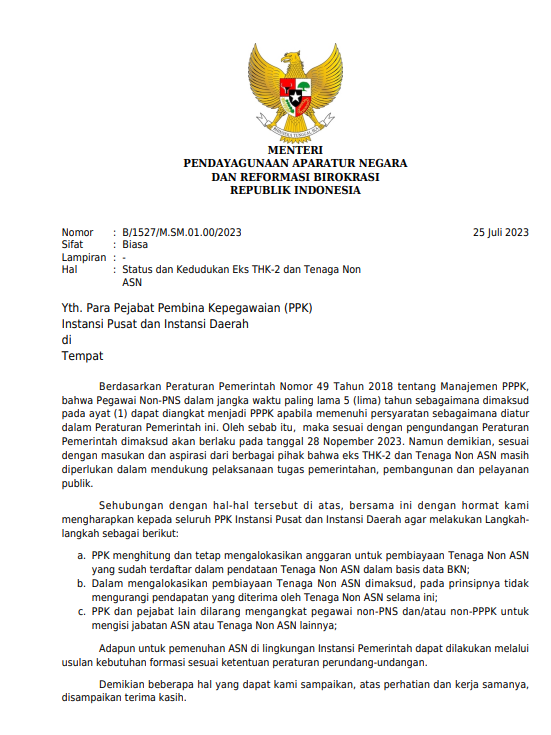 MENTERI
PENDAYAGUNAAN APARATUR NEGARA
DAN REFORMASI BIROKRASI
REPUBLIK INDONESIA
Nomor : B/1527/M.SM.01.00/2023 25 Juli 2023
Sifat : Biasa
Lampiran : -
Hal : Status dan Kedudukan Eks THK-2 dan Tenaga Non
ASN
Yth. Para Pejabat Pembina Kepegawaian (PPK)
Instansi Pusat dan Instansi Daerah
di
Tempat
Berdasarkan Peraturan Pemerintah Nomor 49 Tahun 2018 tentang Manajemen PPPK,
bahwa Pegawai Non-PNS dalam jangka waktu paling lama 5 (lima) tahun sebagaimana dimaksud
pada ayat (1) dapat diangkat menjadi PPPK apabila memenuhi persyaratan sebagaimana diatur
dalam Peraturan Pemerintah ini. Oleh sebab itu, maka sesuai dengan pengundangan Peraturan
Pemerintah dimaksud akan berlaku pada tanggal 28 Nopember 2023. Namun demikian, sesuai
dengan masukan dan aspirasi dari berbagai pihak bahwa eks THK-2 dan Tenaga Non ASN masih
diperlukan dalam mendukung pelaksanaan tugas pemerintahan, pembangunan dan pelayanan
publik.
Sehubungan dengan hal-hal tersebut di atas, bersama ini dengan hormat kami
mengharapkan kepada seluruh PPK Instansi Pusat dan Instansi Daerah agar melakukan Langkah-
langkah sebagai berikut:
a. PPK menghitung dan tetap mengalokasikan anggaran untuk pembiayaan Tenaga Non ASN
yang sudah terdaftar dalam pendataan Tenaga Non ASN dalam basis data BKN;
b. Dalam mengalokasikan pembiayaan Tenaga Non ASN dimaksud, pada prinsipnya tidak
mengurangi pendapatan yang diterima oleh Tenaga Non ASN selama ini;
c. PPK dan pejabat lain dilarang mengangkat pegawai non-PNS dan/atau non-PPPK untuk
mengisi jabatan ASN atau Tenaga Non ASN lainnya;
Adapun untuk pemenuhan ASN di lingkungan Instansi Pemerintah dapat dilakukan melalui
usulan kebutuhan formasi sesuai ketentuan peraturan perundang-undangan.
Demikian beberapa hal yang dapat kami sampaikan, atas perhatian dan kerja samanya,
disampaikan terima kasih.